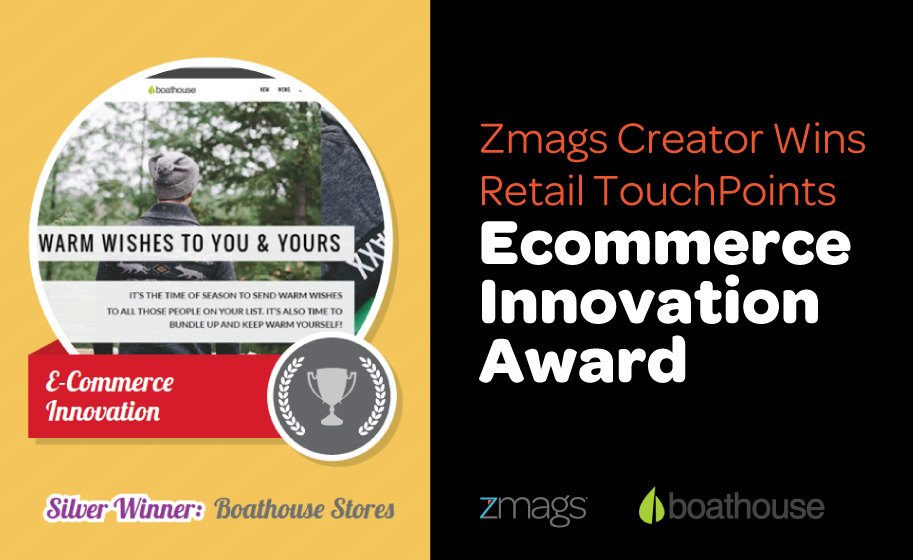 boathouse
NEW
MENS
WARM WISHES TO YOU & YOURS
IT'S THE TIME OF SEASON TO SEND WARM WISHES
TO ALL THOSE PEOPLE ON YOUR LIST. IT'S ALSO TIME TO
BUNDLE UP AND KEEP WARM YOURSELF!
E-Commerce
Innovation
Silver Winner: Boathouse Stores
Zmags Creator Wins
Retail TouchPoints
Ecommerce
Innovation
Award
zmags
boathouse